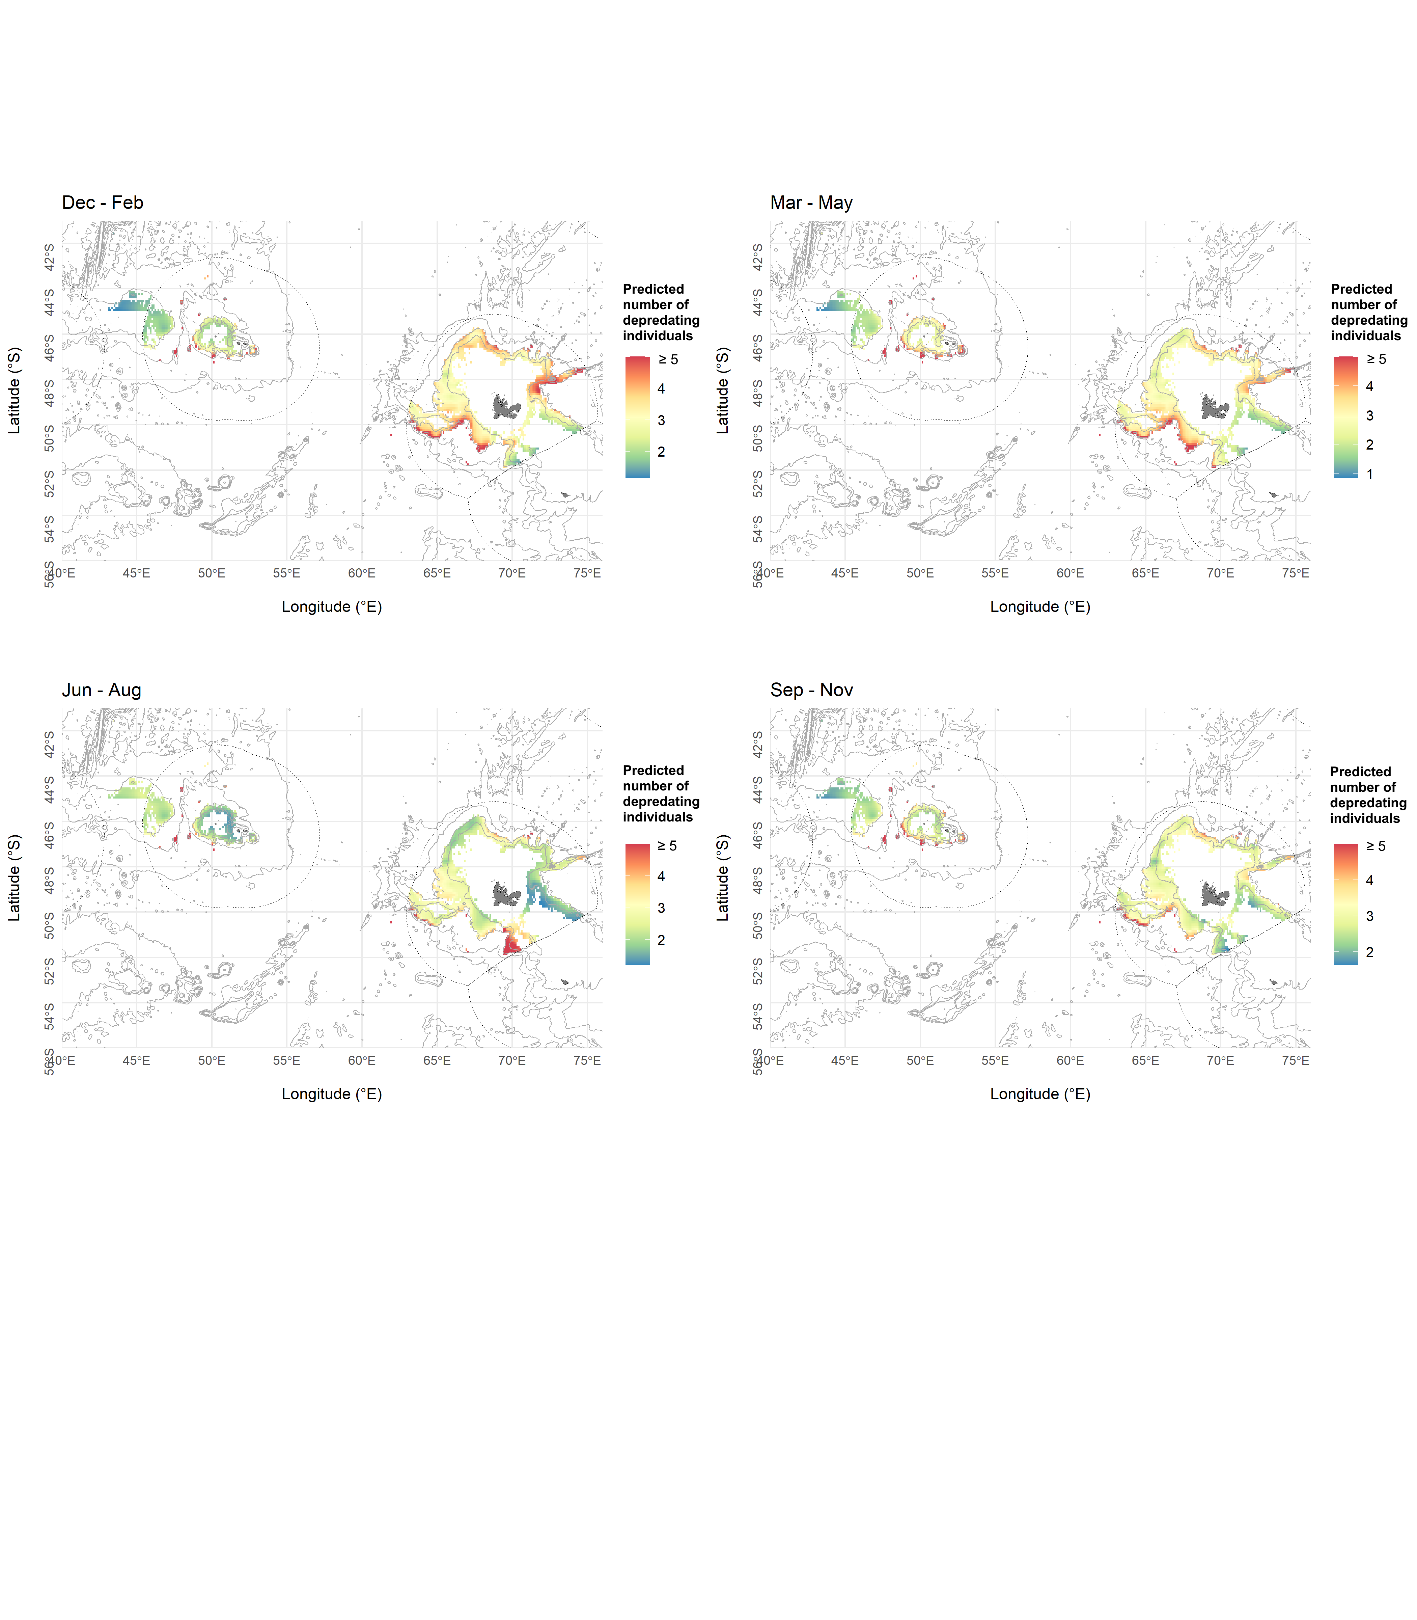 Dec - Feb
42°S
44°S
46°S
48°S
50°S
52°S
54°S
56°S
Latitude (°S)
40°E 45°E 50°E 55°E 60°E 65°E 70°E 75°E
Longitude (°E)
Predicted
number of
depredating
individuals
≥ 5
4
3
2
Mar - May
42°S
44°S
46°S
48°S
50°S
52°S
54°S
56°S
Latitude (°S)
40°E 45°E 50°E 55°E 60°E 65°E 70°E 75°E
Longitude (°E)
Predicted
number of
depredating
individuals
≥ 5
4
3
2
1
Jun - Aug
42°S
44°S
46°S
48°S
50°S
52°S
54°S
56°S
Latitude (°S)
40°E 45°E 50°E 55°E 60°E 65°E 70°E 75°E
Longitude (°E)
Predicted
number of
depredating
individuals
≥ 5
4
3
2
Sep - Nov
42°S
44°S
46°S
48°S
50°S
52°S
54°S
56°S
Latitude (°S)
40°E 45°E 50°E 55°E 60°E 65°E 70°E 75°E
Longitude (°E)
Predicted
number of
depredating
individuals
≥ 5
4
3
2